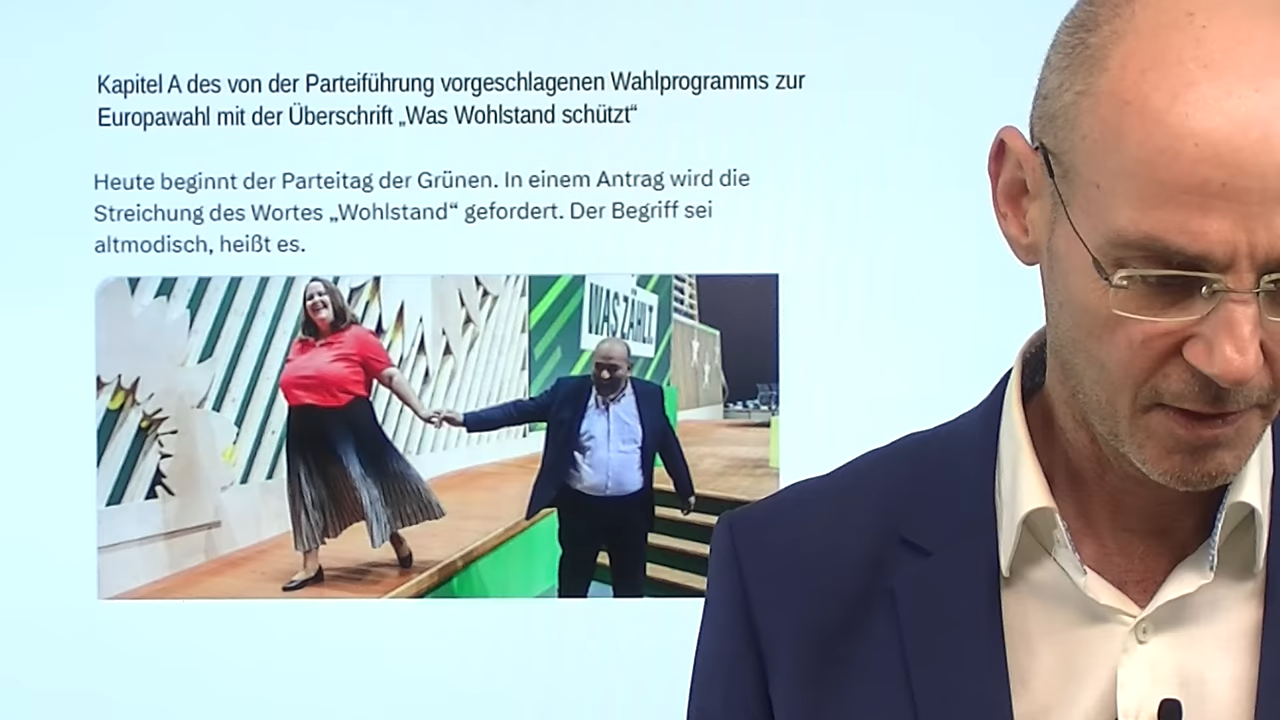 Kapitel A des von der Parteiführung vorgeschlagenen Wahlprogramms zur
Europawahl mit der Überschrift „Was Wohlstand schützt“
Heute beginnt der Parteitag der Grünen. In einem Antrag wird die
Streichung des Wortes „Wohlstand“ gefordert. Der Begriff sei
altmodisch, heißt es.
WAS ZÄHLT.